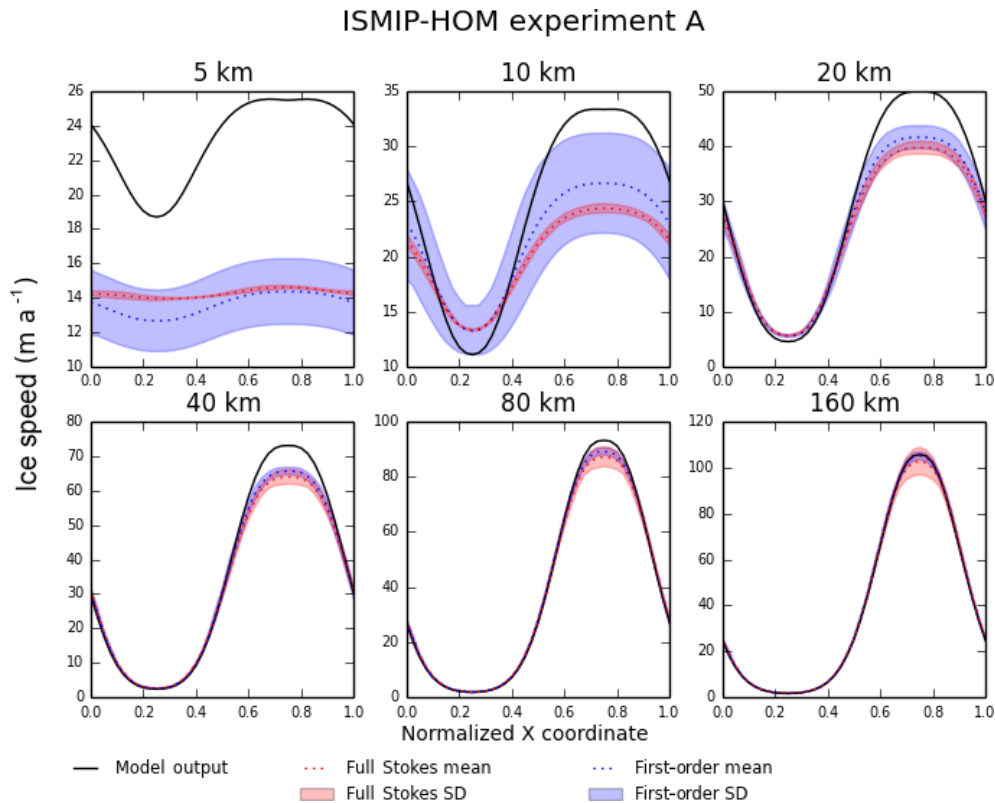 ISMIP-HOM experiment A
5 km
10 km
20 km
26
24
22
20
18
16
14
12
10
0.0 0.2 0.4 0.6 0.8 1.0
35
30
25
20
15
10
0.0 0.2 0.4 0.6 0.8 1.0
50
40
30
20
10
0
0.0 0.2 0.4 0.6 0.8 1.0
Ice speed (m a⁻¹)
40 km
80 km
160 km
80
70
60
50
40
30
20
10
0
0.0 0.2 0.4 0.6 0.8 1.0
100
80
60
40
20
0
0.0 0.2 0.4 0.6 0.8 1.0
120
100
80
60
40
20
0
0.0 0.2 0.4 0.6 0.8 1.0
Normalized X coordinate
Model output
Full Stokes mean
First-order mean
Full Stokes SD
First-order SD